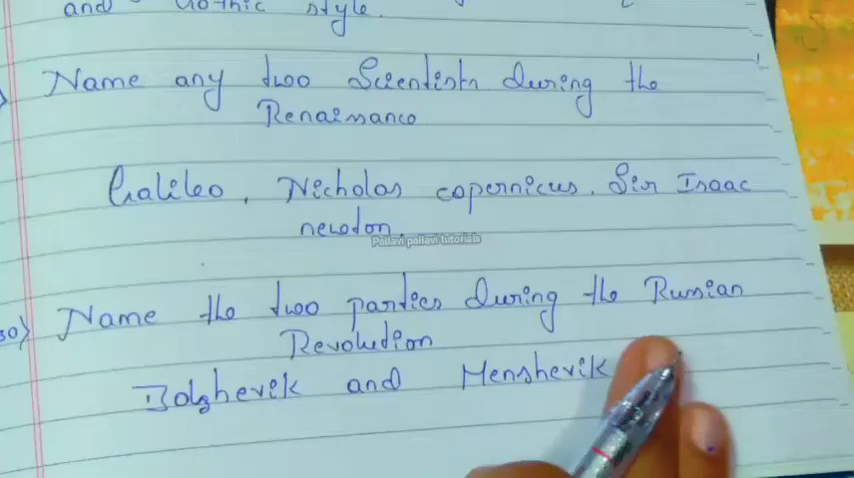 and Gothic style.
Name any two Scientists during the
Renaissance
Galileo, Nicholas copernicus. Sir Isaac
newton.
Pallavi pallavi tutorials
30) Name the two parties during the Russian
Revolution
Bolshevik and Menshevik